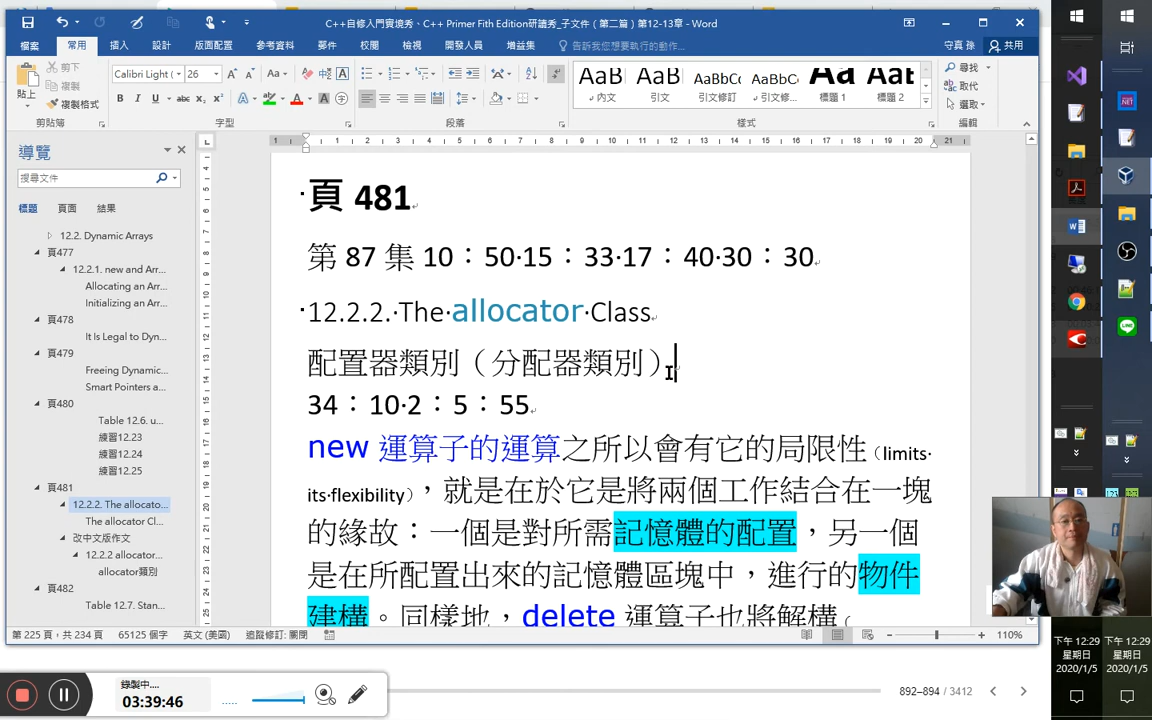 C++自修入門實境秀、C++ Primer Fith Edition研讀秀_子文件（第二篇）第12-13章 - Word
檔案 常用 插入 設計 版面配置 參考資料 郵件 校閱 檢視 開發人員 增益集 告訴我您想要執行的動作... 守真 孫 共用
貼上 剪下 複製 複製格式 剪貼簿
Calibri Light ( 26
字型 段落
AaB AaB AaBbCc AaBbCc Aa Aat
內文 引文 引文修訂 引文修... 標題 1 標題 2
樣式
尋找 取代 選取 編輯
導覽
搜尋文件
標題 頁面 結果
12.2. Dynamic Arrays
頁477
12.2.1. new and Arr...
Allocating an Arr...
Initializing an Arr...
頁478
It Is Legal to Dyn...
頁479
Freeing Dynamic...
Smart Pointers a...
頁480
Table 12.6. u...
練習12.23
練習12.24
練習12.25
頁481
12.2.2. The allocato...
The allocator Cl...
改中文版作文
12.2.2 allocator...
allocator類別
頁482
Table 12.7. Stan...
頁 481
第 87 集 10：50·15：33·17：40·30：30
12.2.2.·The·allocator·Class
配置器類別（分配器類別）
34：10·2：5：55
new 運算子的運算之所以會有它的局限性（limits·
its·flexibility），就是在於它是將兩個工作結合在一塊
的緣故：一個是對所需記憶體的配置，另一個
是在所配置出來的記憶體區塊中，進行的物件
建構。同樣地，delete 運算子也將解構（
第 225 頁，共 234 頁 65125 個字 英文 (美國) 追蹤修訂: 關閉 110%
錄製中....
03:39:46
892–894 / 3412
下午 12:29
星期日
2020/1/5
下午 12:29
星期日
2020/1/5